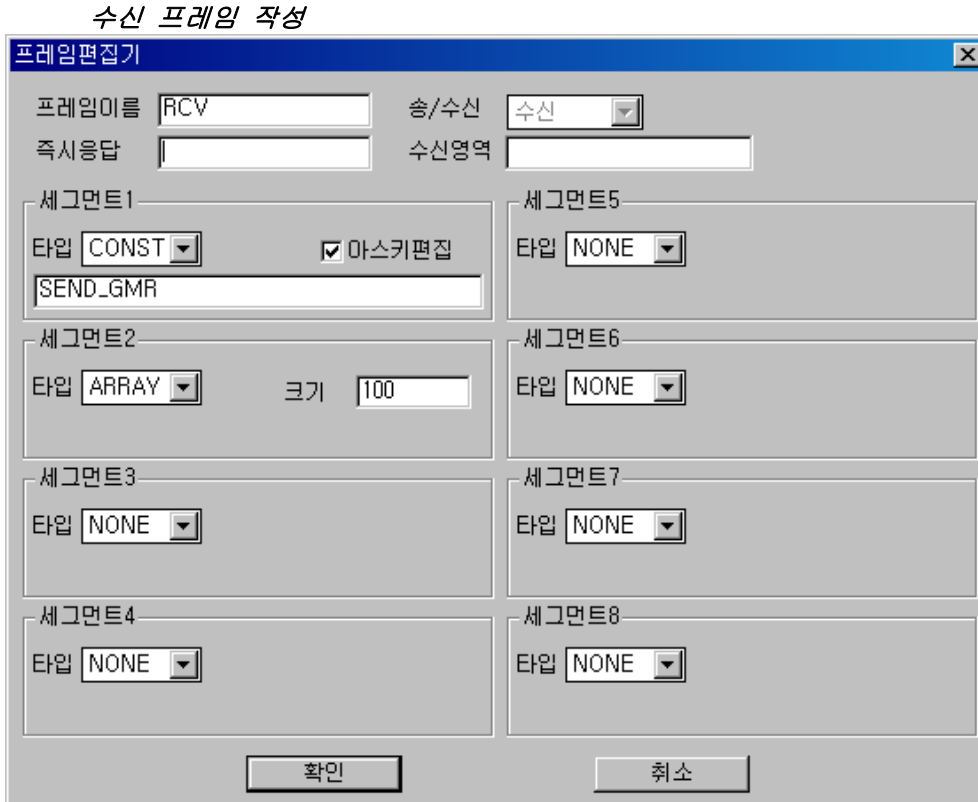 수신 프레임 작성
프레임편집기
프레임이름 RCV 송/수신 수신
즉시응답 수신영역
세그먼트1
타입 CONST 아스키편집
SEND_GMR
세그먼트2
타입 ARRAY 크기 100
세그먼트3
타입 NONE
세그먼트4
타입 NONE
세그먼트5
타입 NONE
세그먼트6
타입 NONE
세그먼트7
타입 NONE
세그먼트8
타입 NONE
확인 취소